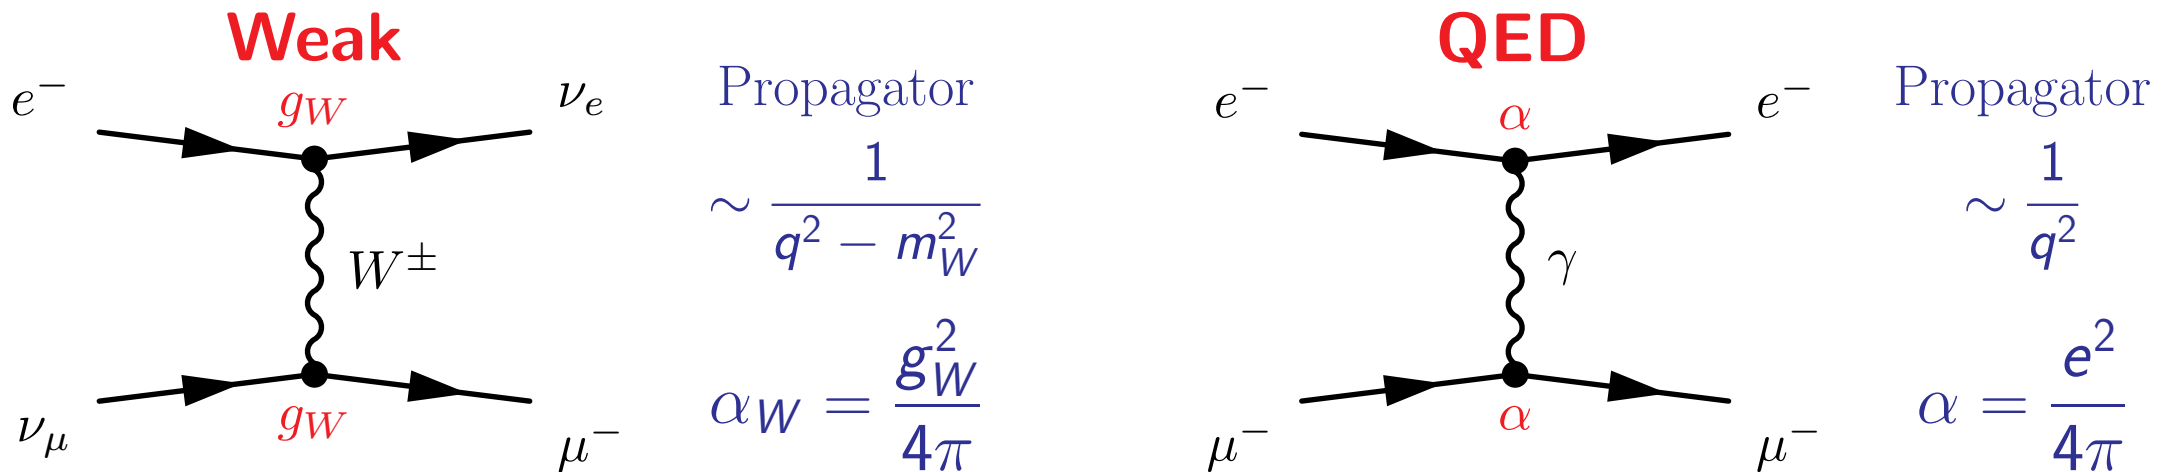 Weak
e⁻
g_W
ν_e
W^±
ν_μ
g_W
μ⁻
Propagator
∼ 1/(q² − m_W²)
α_W = g_W²/4π
QED
e⁻
α
e⁻
γ
μ⁻
α
μ⁻
Propagator
∼ 1/q²
α = e²/4π